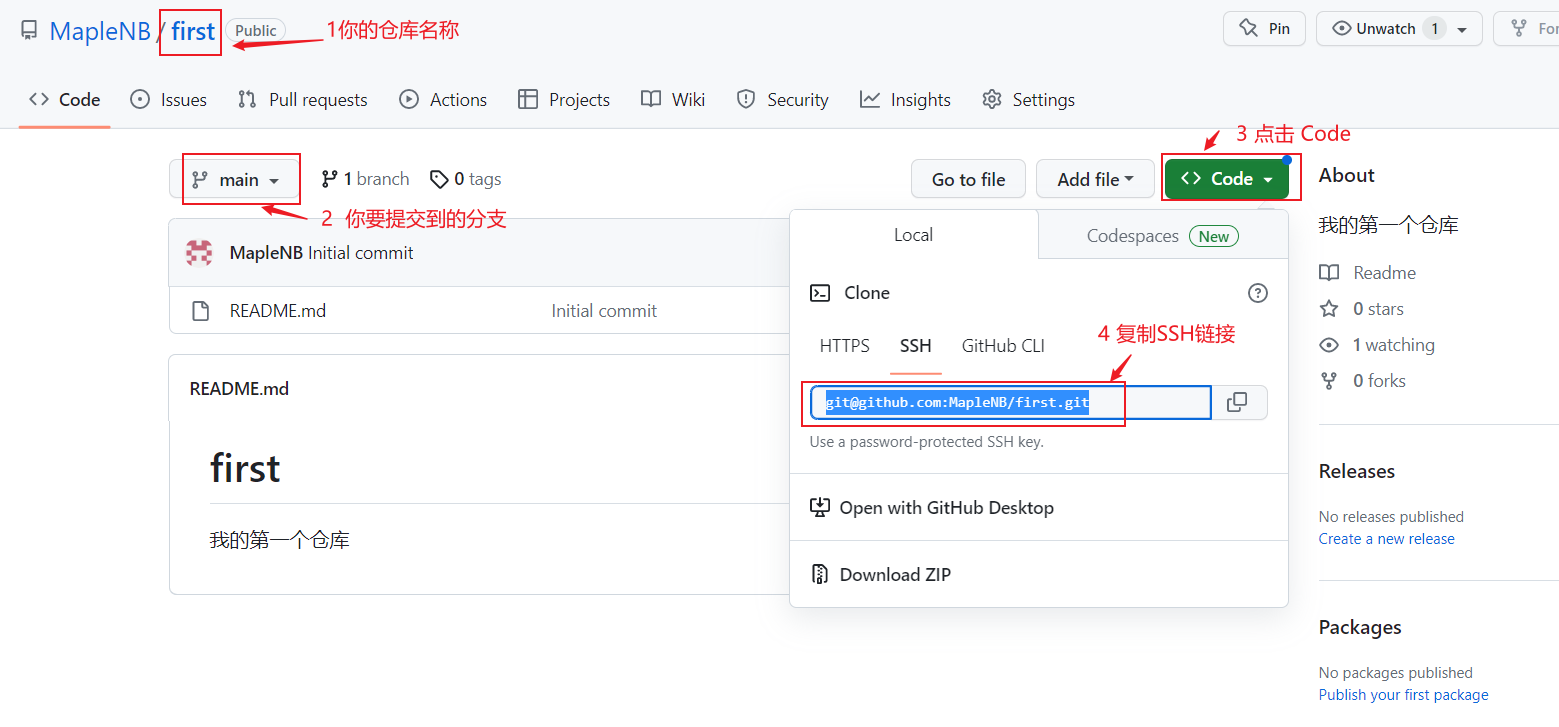 MapleNB / first Public 1你的仓库名称 Pin Unwatch 1 For
Code Issues Pull requests Actions Projects Wiki Security Insights Settings
3 点击 Code
main 1 branch 0 tags Go to file Add file Code About
2 你要提交到的分支
我的第一个仓库
Local Codespaces New
MapleNB Initial commit
Readme
Clone
README.md Initial commit
0 stars
4 复制SSH链接
HTTPS SSH GitHub CLI
1 watching
0 forks
README.md
git@github.com:MapleNB/first.git
Use a password-protected SSH key.
first
Releases
Open with GitHub Desktop
No releases published
我的第一个仓库
Create a new release
Download ZIP
Packages
No packages published
Publish your first package